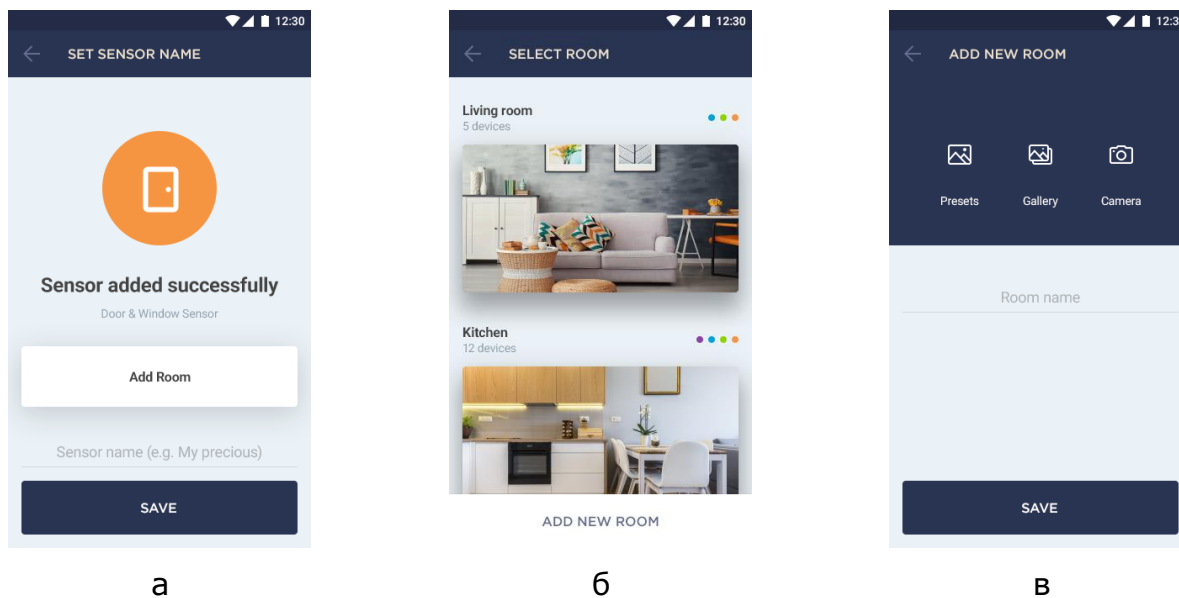 12:30
SET SENSOR NAME
Sensor added successfully
Door & Window Sensor
Add Room
Sensor name (e.g. My precious)
SAVE
а
12:30
SELECT ROOM
Living room
5 devices
Kitchen
12 devices
ADD NEW ROOM
б
12:3
ADD NEW ROOM
Presets
Gallery
Camera
Room name
SAVE
в